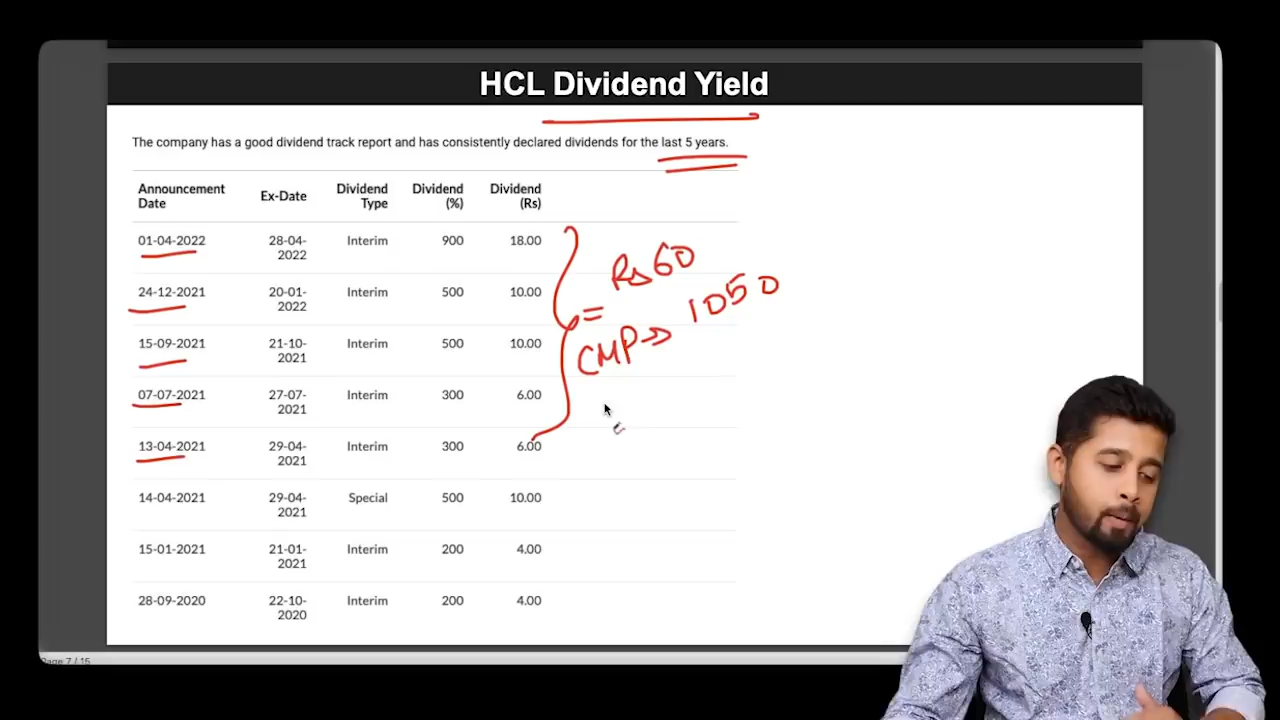 HCL Dividend Yield
The company has a good dividend track report and has consistently declared dividends for the last 5 years.
Announcement Date Ex-Date Dividend Type Dividend (%) Dividend (Rs)
01-04-2022 28-04-2022 Interim 900 18.00
24-12-2021 20-01-2022 Interim 500 10.00
15-09-2021 21-10-2021 Interim 500 10.00
07-07-2021 27-07-2021 Interim 300 6.00
13-04-2021 29-04-2021 Interim 300 6.00
14-04-2021 29-04-2021 Special 500 10.00
15-01-2021 21-01-2021 Interim 200 4.00
28-09-2020 22-10-2020 Interim 200 4.00
= Rs 60
CMP → 1050
Page 7 / 15